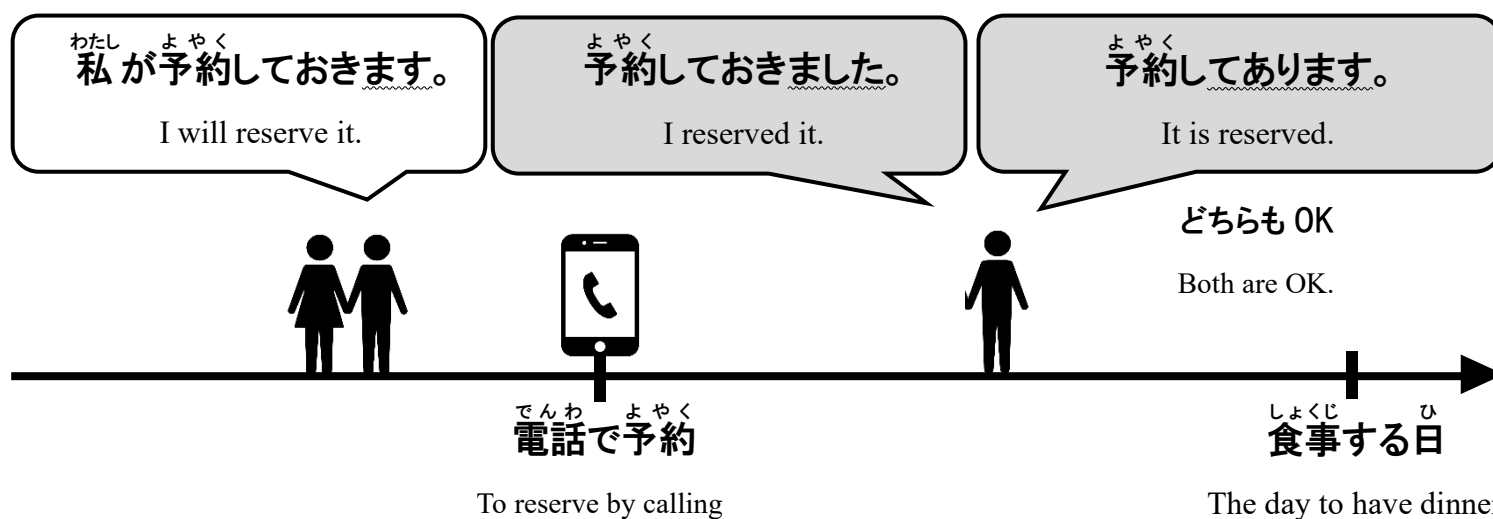 わたし よやく
私が予約しておきます。
I will reserve it.
よやく
予約しておきました。
I reserved it.
よやく
予約してあります。
It is reserved.
どちらも OK
Both are OK.
でんわ よやく
電話で予約
To reserve by calling
しょくじ ひ
食事する日
The day to have dinner